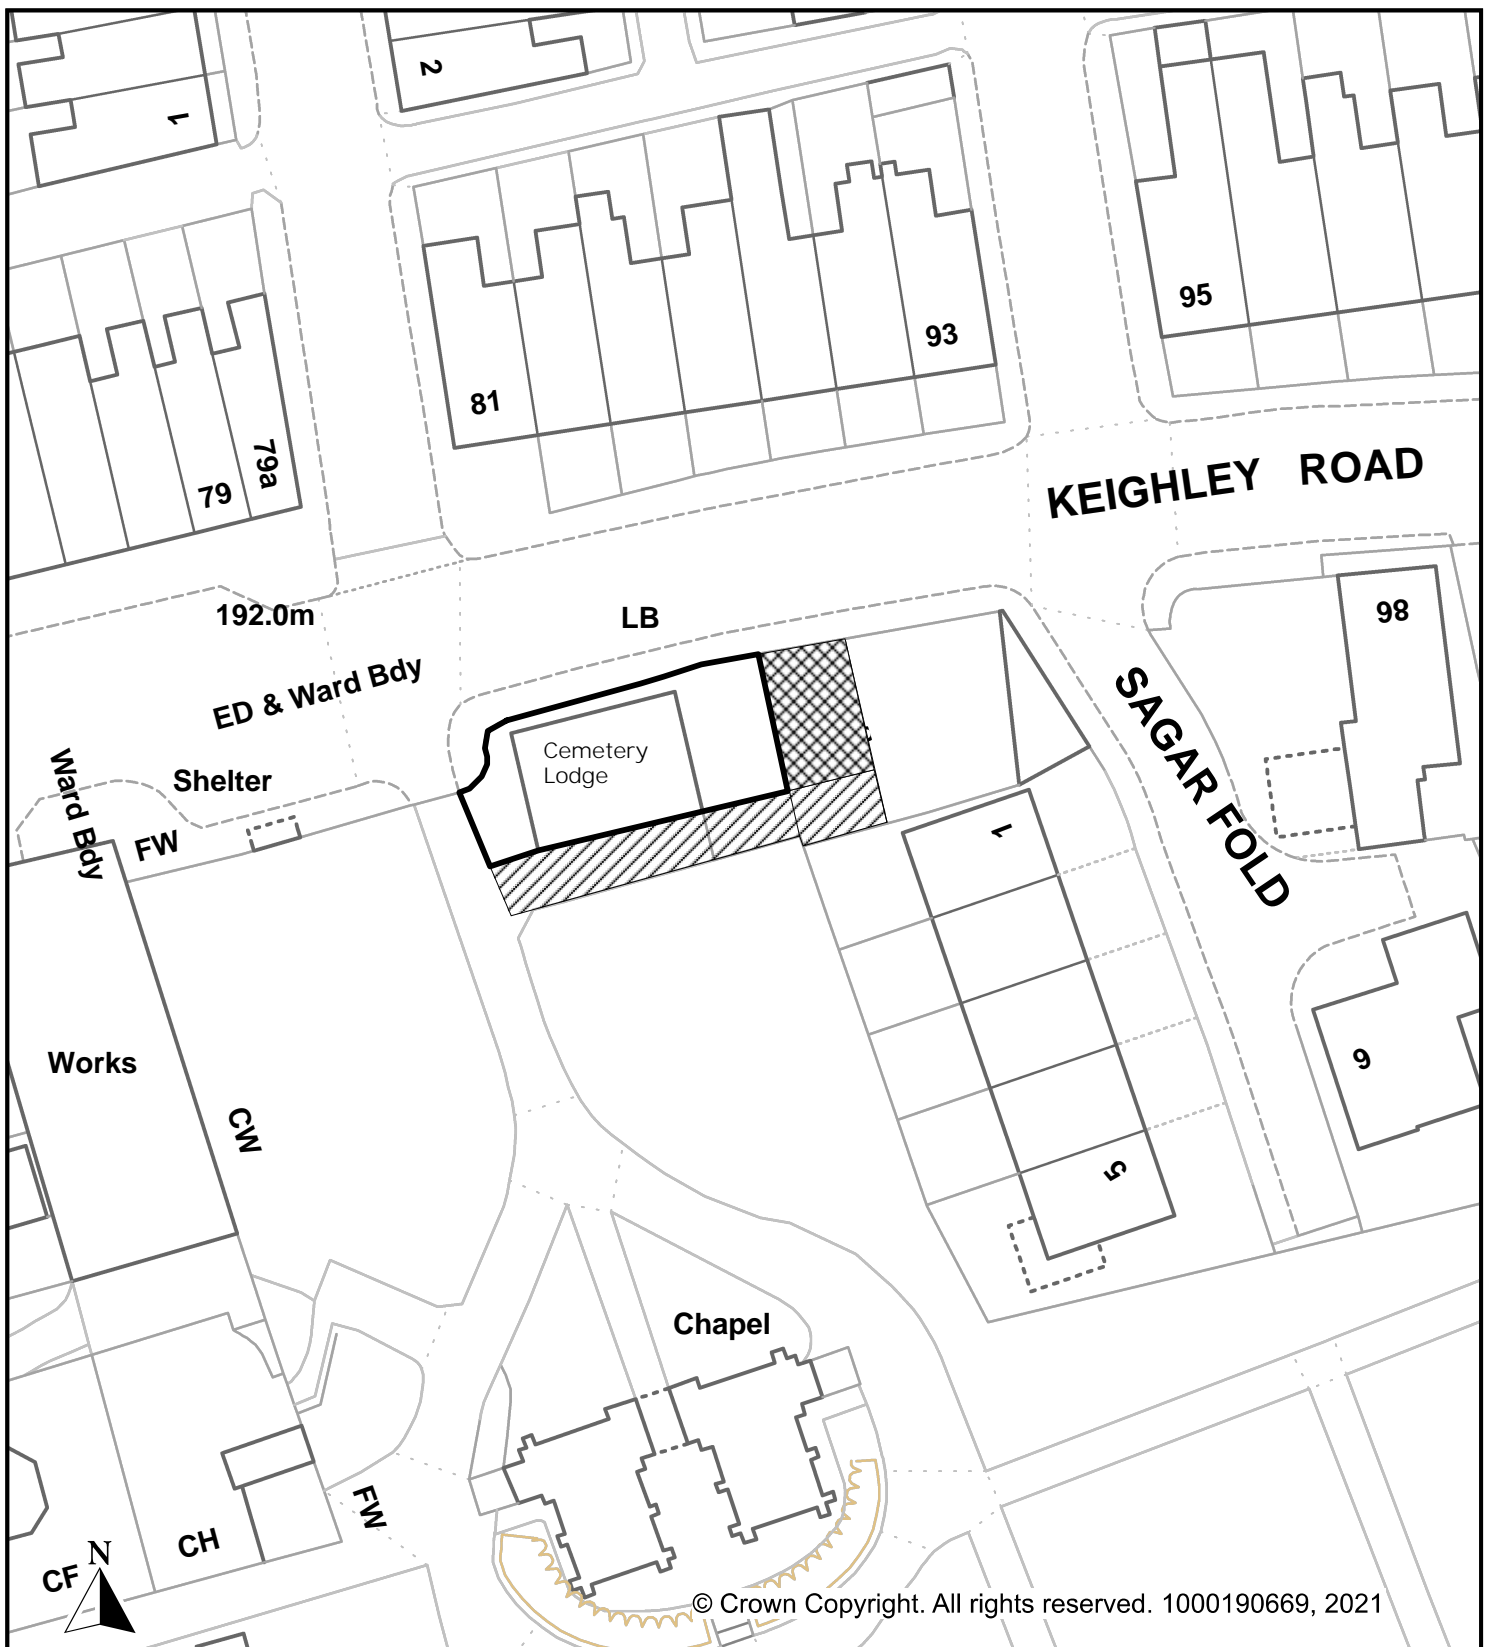 2
1
95
93
81
79a
79
KEIGHLEY ROAD
192.0m
LB
98
ED & Ward Bdy
SAGAR FOLD
Cemetery
Lodge
Ward Bdy
Shelter
FW
1
Works
9
CW
5
Chapel
FW
CH
CF
N
© Crown Copyright. All rights reserved. 1000190669, 2021